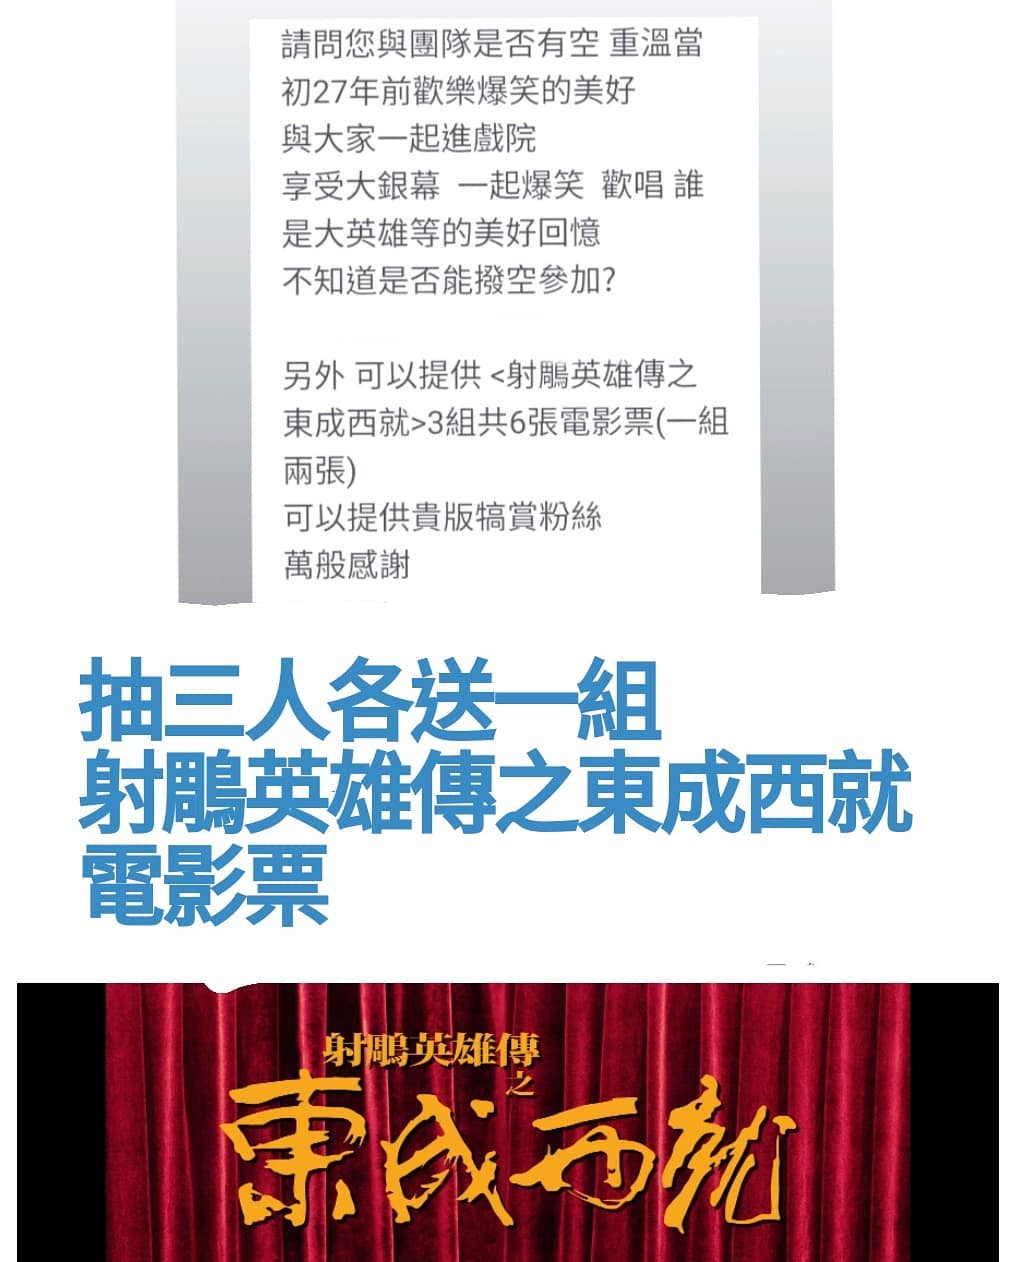 請問您與團隊是否有空 重溫當
初27年前歡樂爆笑的美好
與大家一起進戲院
享受大銀幕 一起爆笑 歡唱 誰
是大英雄等的美好回憶
不知道是否能撥空參加?
另外 可以提供 <射鵰英雄傳之
東成西就>3組共6張電影票(一組
兩張)
可以提供貴版犒賞粉絲
萬般感謝
抽三人各送一組
射鵰英雄傳之東成西就
電影票
射鵰英雄傳
之
東成西就